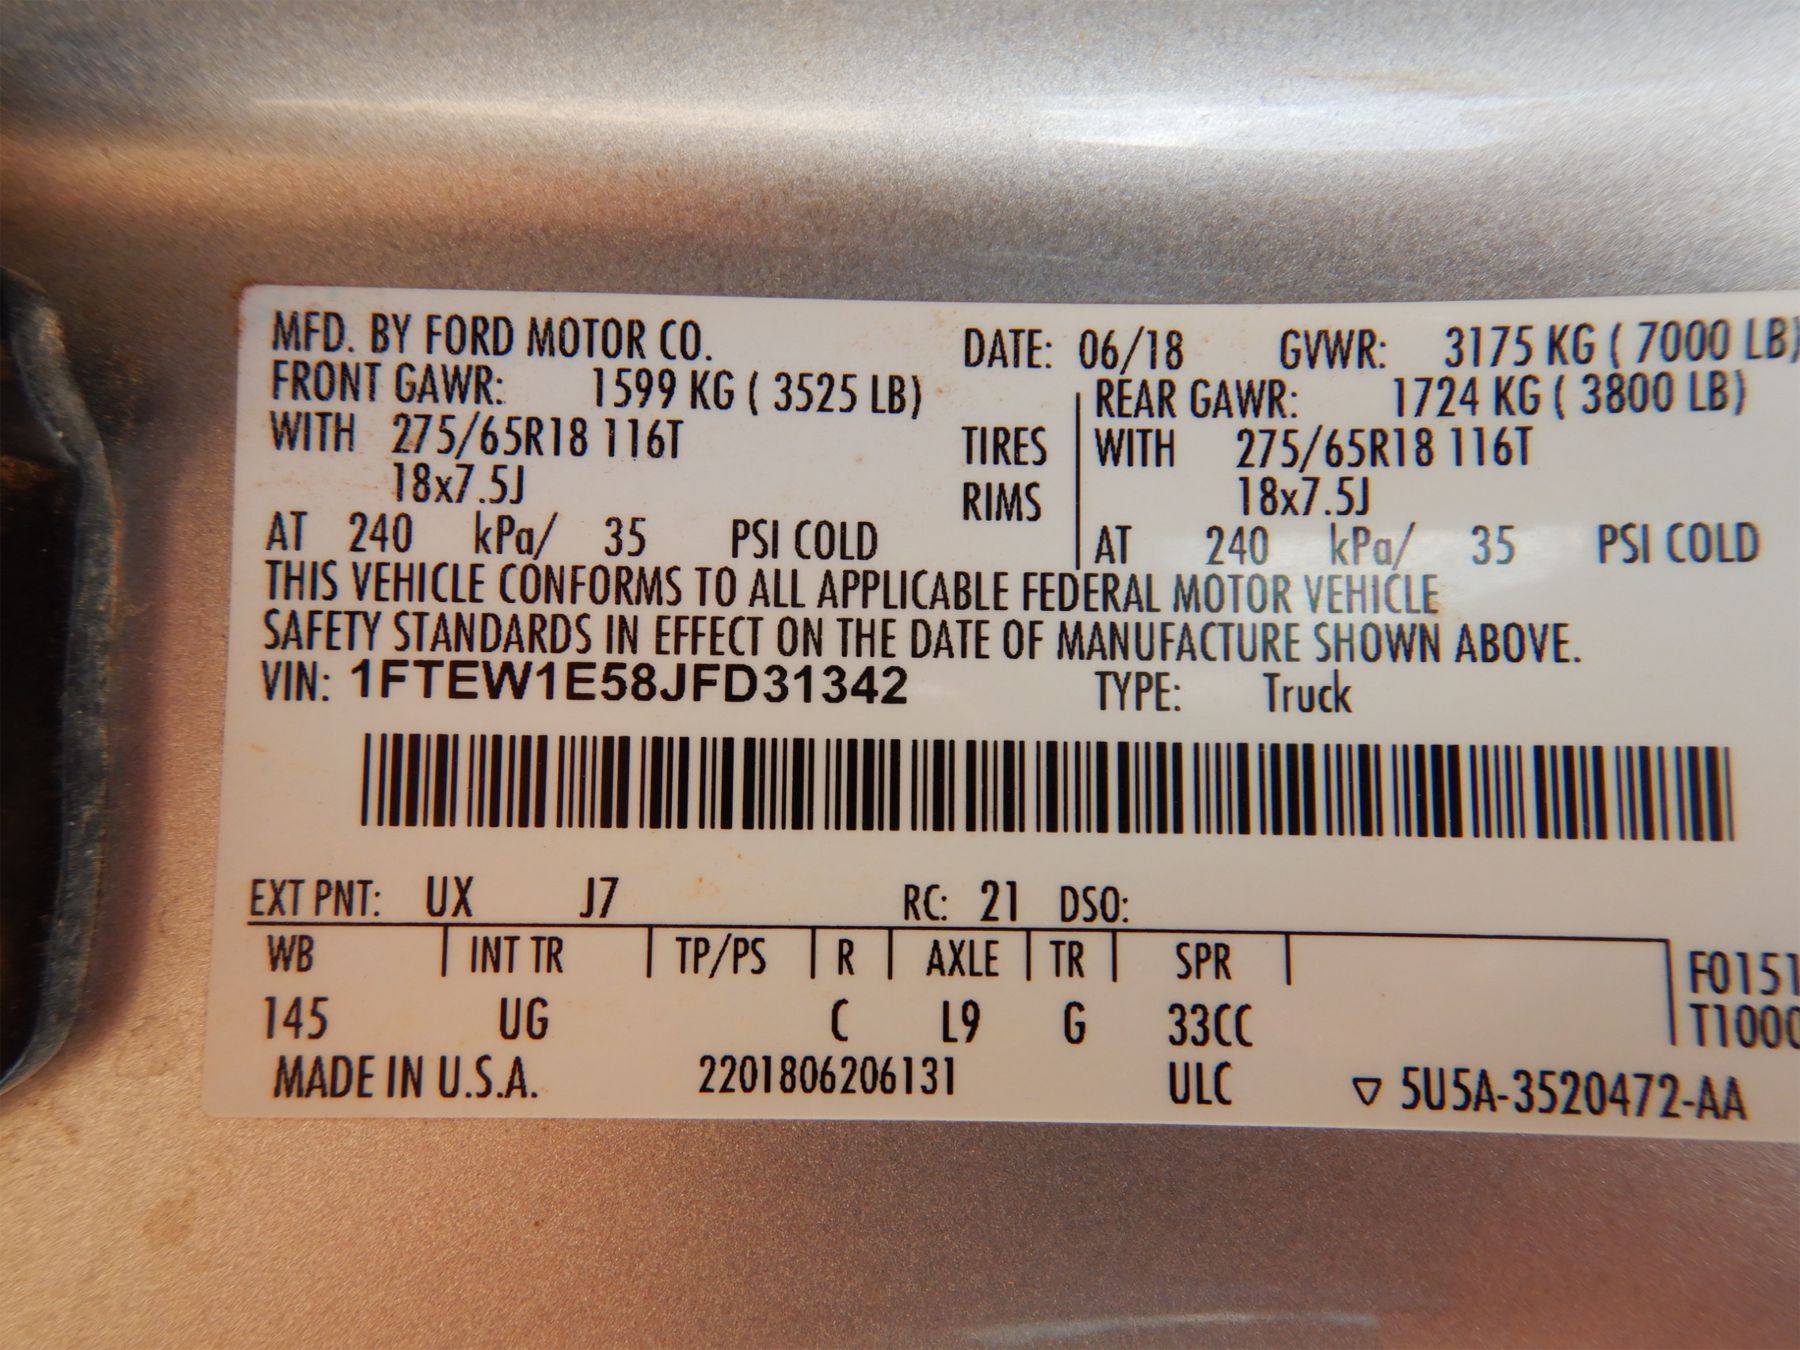 MFD. BY FORD MOTOR CO. DATE: 06/18 GVWR: 3175 KG ( 7000 LB)
FRONT GAWR: 1599 KG ( 3525 LB) REAR GAWR: 1724 KG ( 3800 LB)
WITH 275/65R18 116T TIRES WITH 275/65R18 116T
18x7.5J RIMS 18x7.5J
AT 240 kPa/ 35 PSI COLD AT 240 kPa/ 35 PSI COLD
THIS VEHICLE CONFORMS TO ALL APPLICABLE FEDERAL MOTOR VEHICLE
SAFETY STANDARDS IN EFFECT ON THE DATE OF MANUFACTURE SHOWN ABOVE.
VIN: 1FTEW1E58JFD31342 TYPE: Truck
EXT PNT: UX J7 RC: 21 DSO:
WB INT TR TP/PS R AXLE TR SPR F0151
145 UG C L9 G 33CC T1000
MADE IN U.S.A. 2201806206131 ULC ▽ 5U5A-3520472-AA